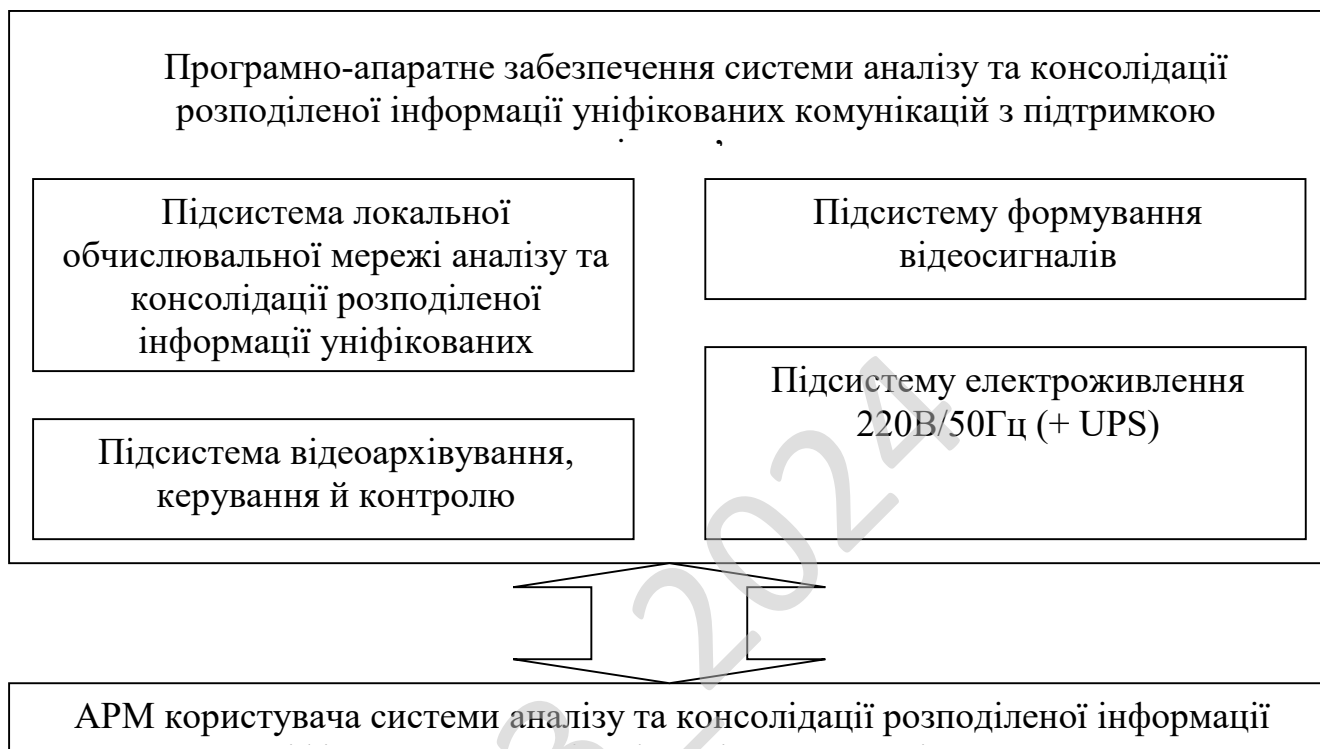 Програмно-апаратне забезпечення системи аналізу та консолідації
розподіленої інформації уніфікованих комунікацій з підтримкою
Підсистема локальної
обчислювальної мережі аналізу та
консолідації розподіленої
інформації уніфікованих
Підсистема відеоархівування,
керування й контролю
Підсистему формування
відеосигналів
Підсистему електроживлення
220В/50Гц (+ UPS)
2024
АРМ користувача системи аналізу та консолідації розподіленої інформації